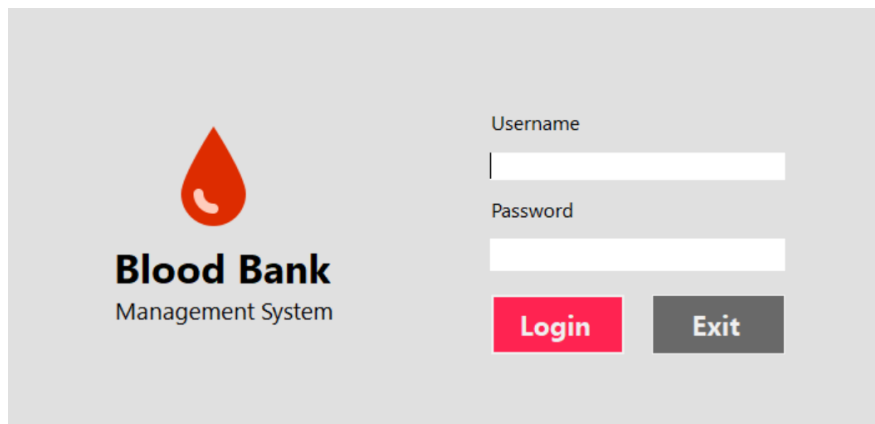 Blood Bank
Management System
Username
Password
Login
Exit